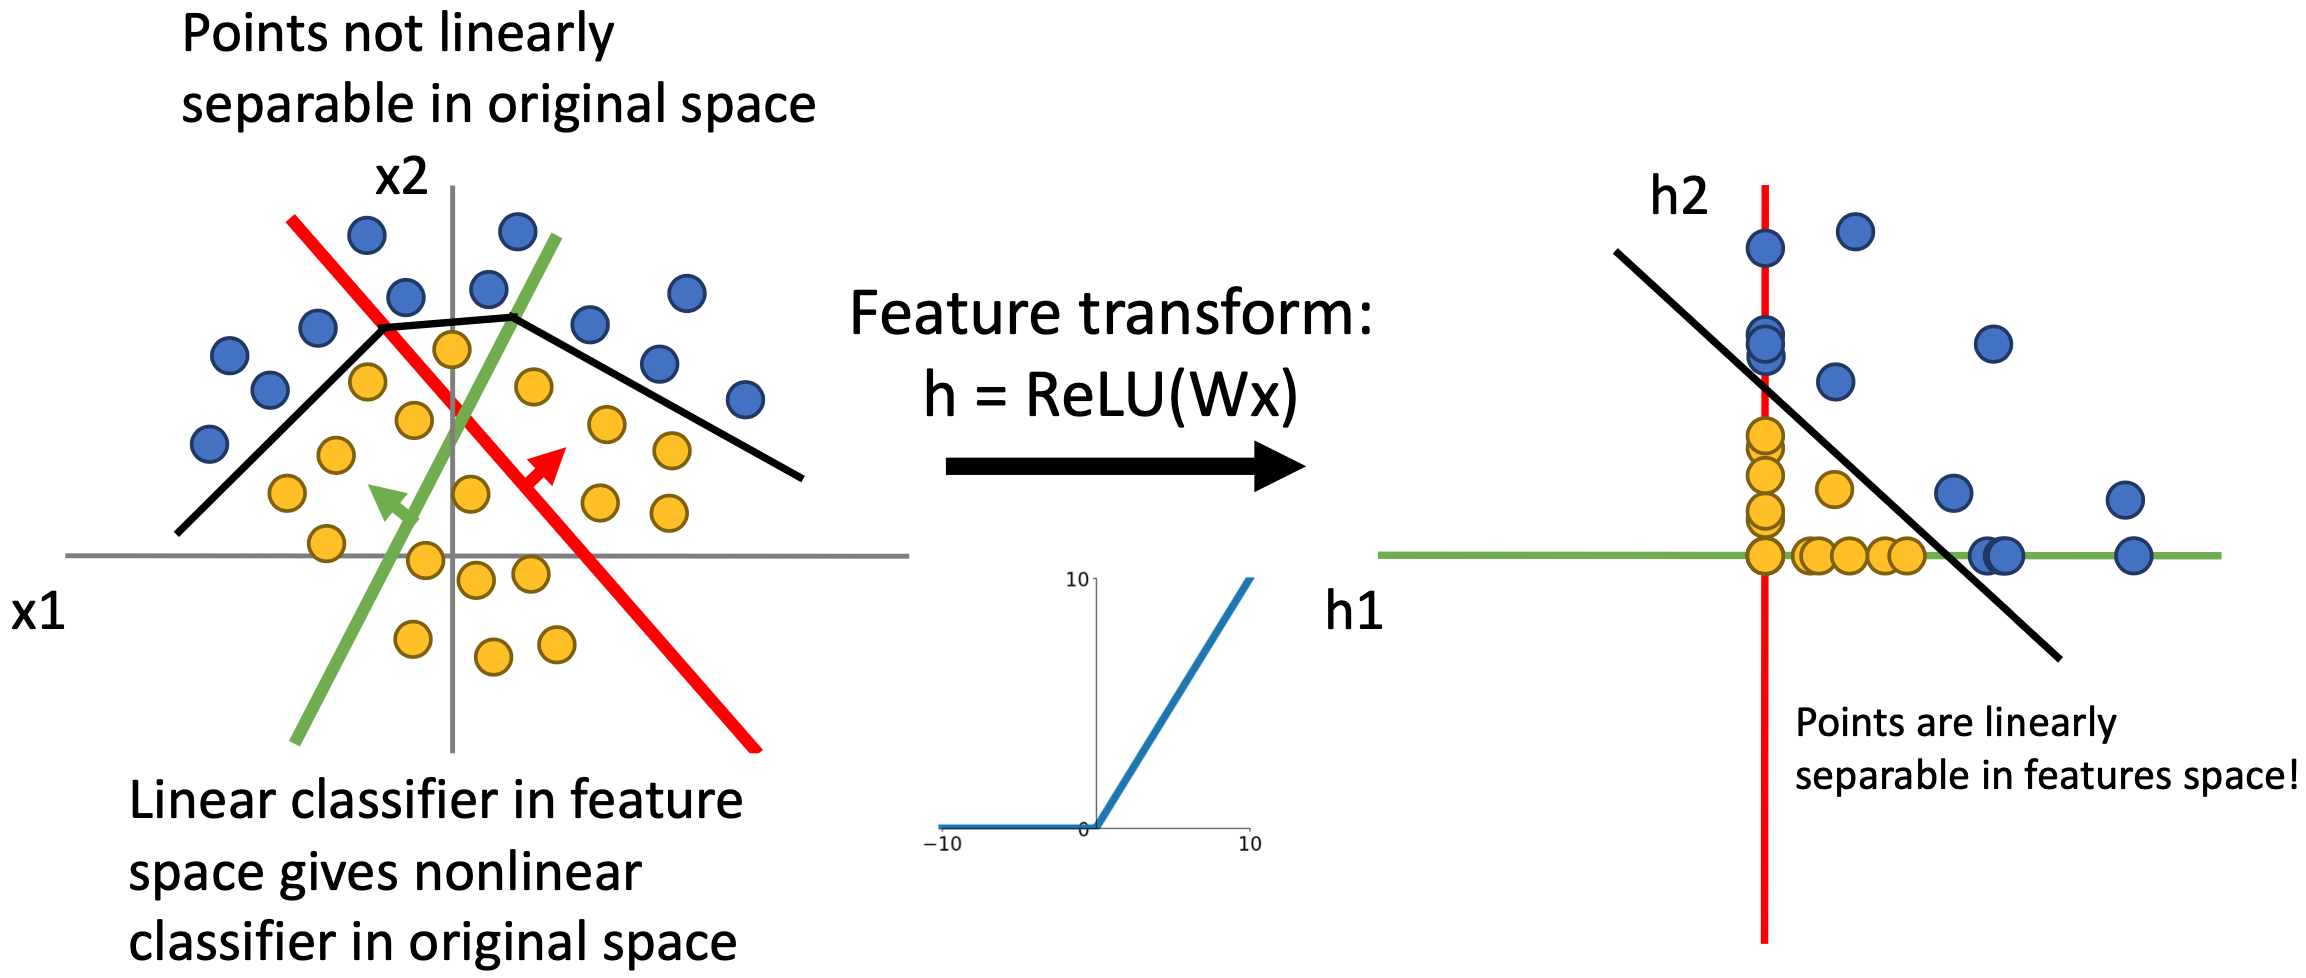 Points not linearly
separable in original space
x2
x1
Linear classifier in feature
space gives nonlinear
classifier in original space
Feature transform:
h = ReLU(Wx)
10
0
−10
10
h2
h1
Points are linearly
separable in features space!